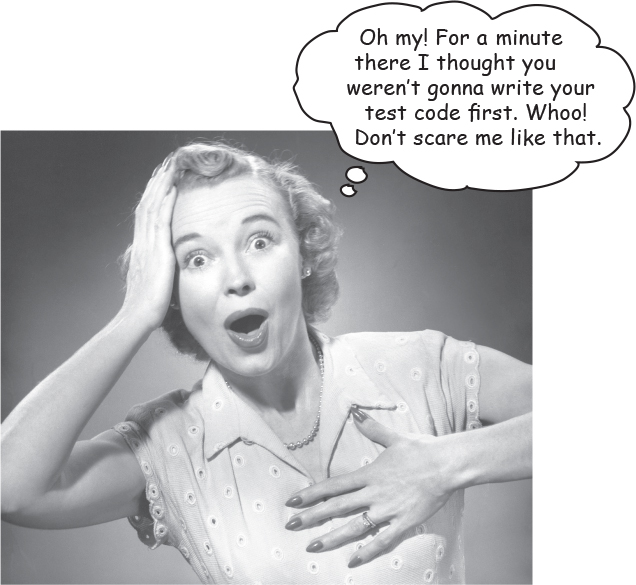 Oh my! For a minute
there I thought you
weren't gonna write your
test code first. Whoo!
Don't scare me like that.